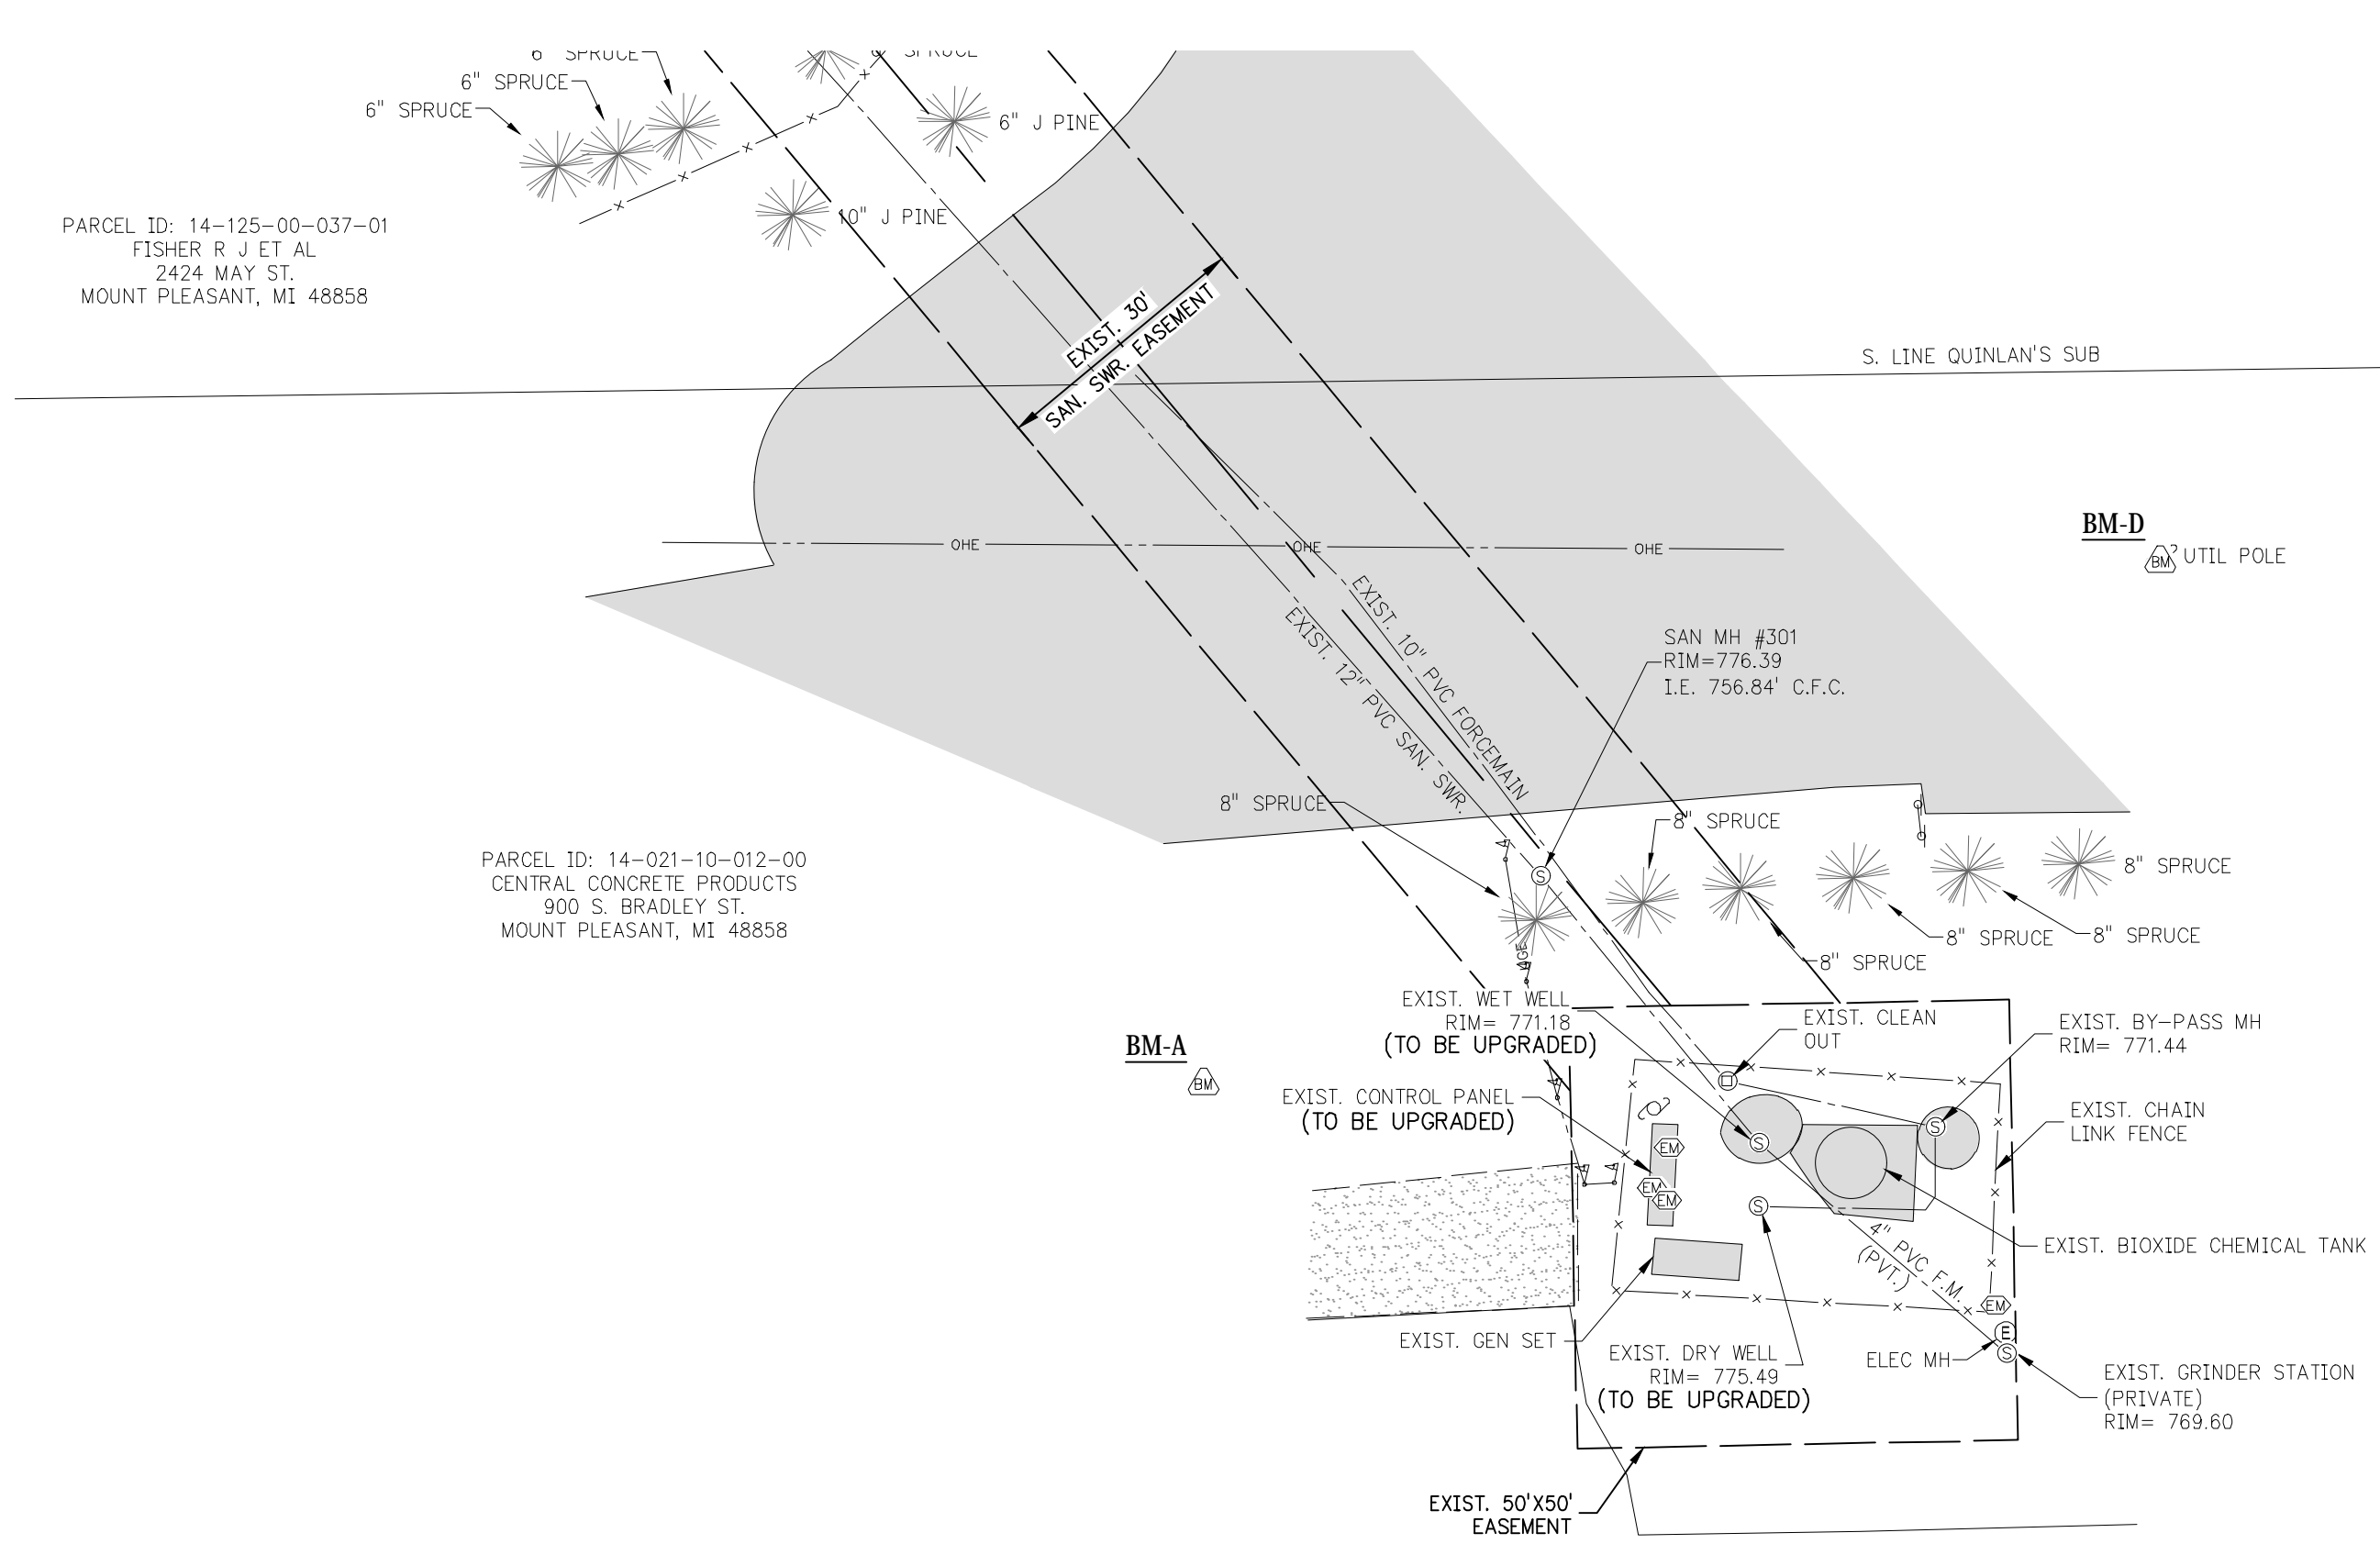 6" SPRUCE
6" SPRUCE
6" SPRUCE
SPRUCE
6" J PINE
10" J PINE
PARCEL ID: 14-125-00-037-01
FISHER R J ET AL
2424 MAY ST.
MOUNT PLEASANT, MI 48858
EXIST. 30'
SAN. SWR. EASEMENT
S. LINE QUINLAN'S SUB
OHE
OHE
OHE
BM-D
BM
UTIL POLE
EXIST. 10" PVC FORCEMAIN
EXIST. 12" PVC SAN. SWR.
SAN MH #301
RIM=776.39
I.E. 756.84' C.F.C.
8" SPRUCE
8" SPRUCE
8" SPRUCE
8" SPRUCE
8" SPRUCE
8" SPRUCE
S
PARCEL ID: 14-021-10-012-00
CENTRAL CONCRETE PRODUCTS
900 S. BRADLEY ST.
MOUNT PLEASANT, MI 48858
EXIST. WET WELL
RIM= 771.18
(TO BE UPGRADED)
EXIST. CLEAN
OUT
EXIST. BY-PASS MH
RIM= 771.44
BM-A
BM
EXIST. CONTROL PANEL
(TO BE UPGRADED)
EXIST. CHAIN
LINK FENCE
S
S
EM
EM
EM
S
4" PVC F.M.
(PVT.)
EXIST. BIOXIDE CHEMICAL TANK
EM
E
S
EXIST. GEN SET
EXIST. DRY WELL
RIM= 775.49
(TO BE UPGRADED)
ELEC MH
EXIST. GRINDER STATION
(PRIVATE)
RIM= 769.60
EXIST. 50'X50'
EASEMENT